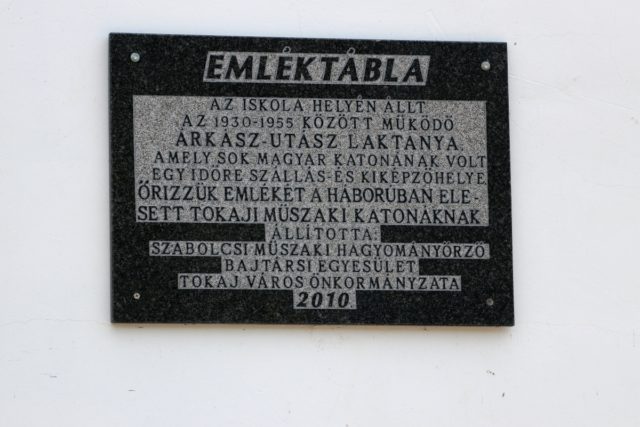 EMLÉKTÁBLA
AZ ISKOLA HELYÉN ÁLLT
AZ 1930-1955 KÖZÖTT MŰKÖDŐ
ÁRKÁSZ-UTÁSZ LAKTANYA
AMELY SOK MAGYAR KATONÁNAK VOLT
EGY IDŐRE SZÁLLÁS-ÉS KIKÉPZŐHELYE
ŐRIZZÜK EMLÉKÉT A HÁBORÚBAN ELE-
SETT TOKAJI MŰSZAKI KATONÁKNAK
ÁLLÍTOTTA:
SZABOLCSI MŰSZAKI HAGYOMÁNYŐRZŐ
BAJTÁRSI EGYESÜLET
TOKAJ VÁROS ÖNKORMÁNYZATA
2010